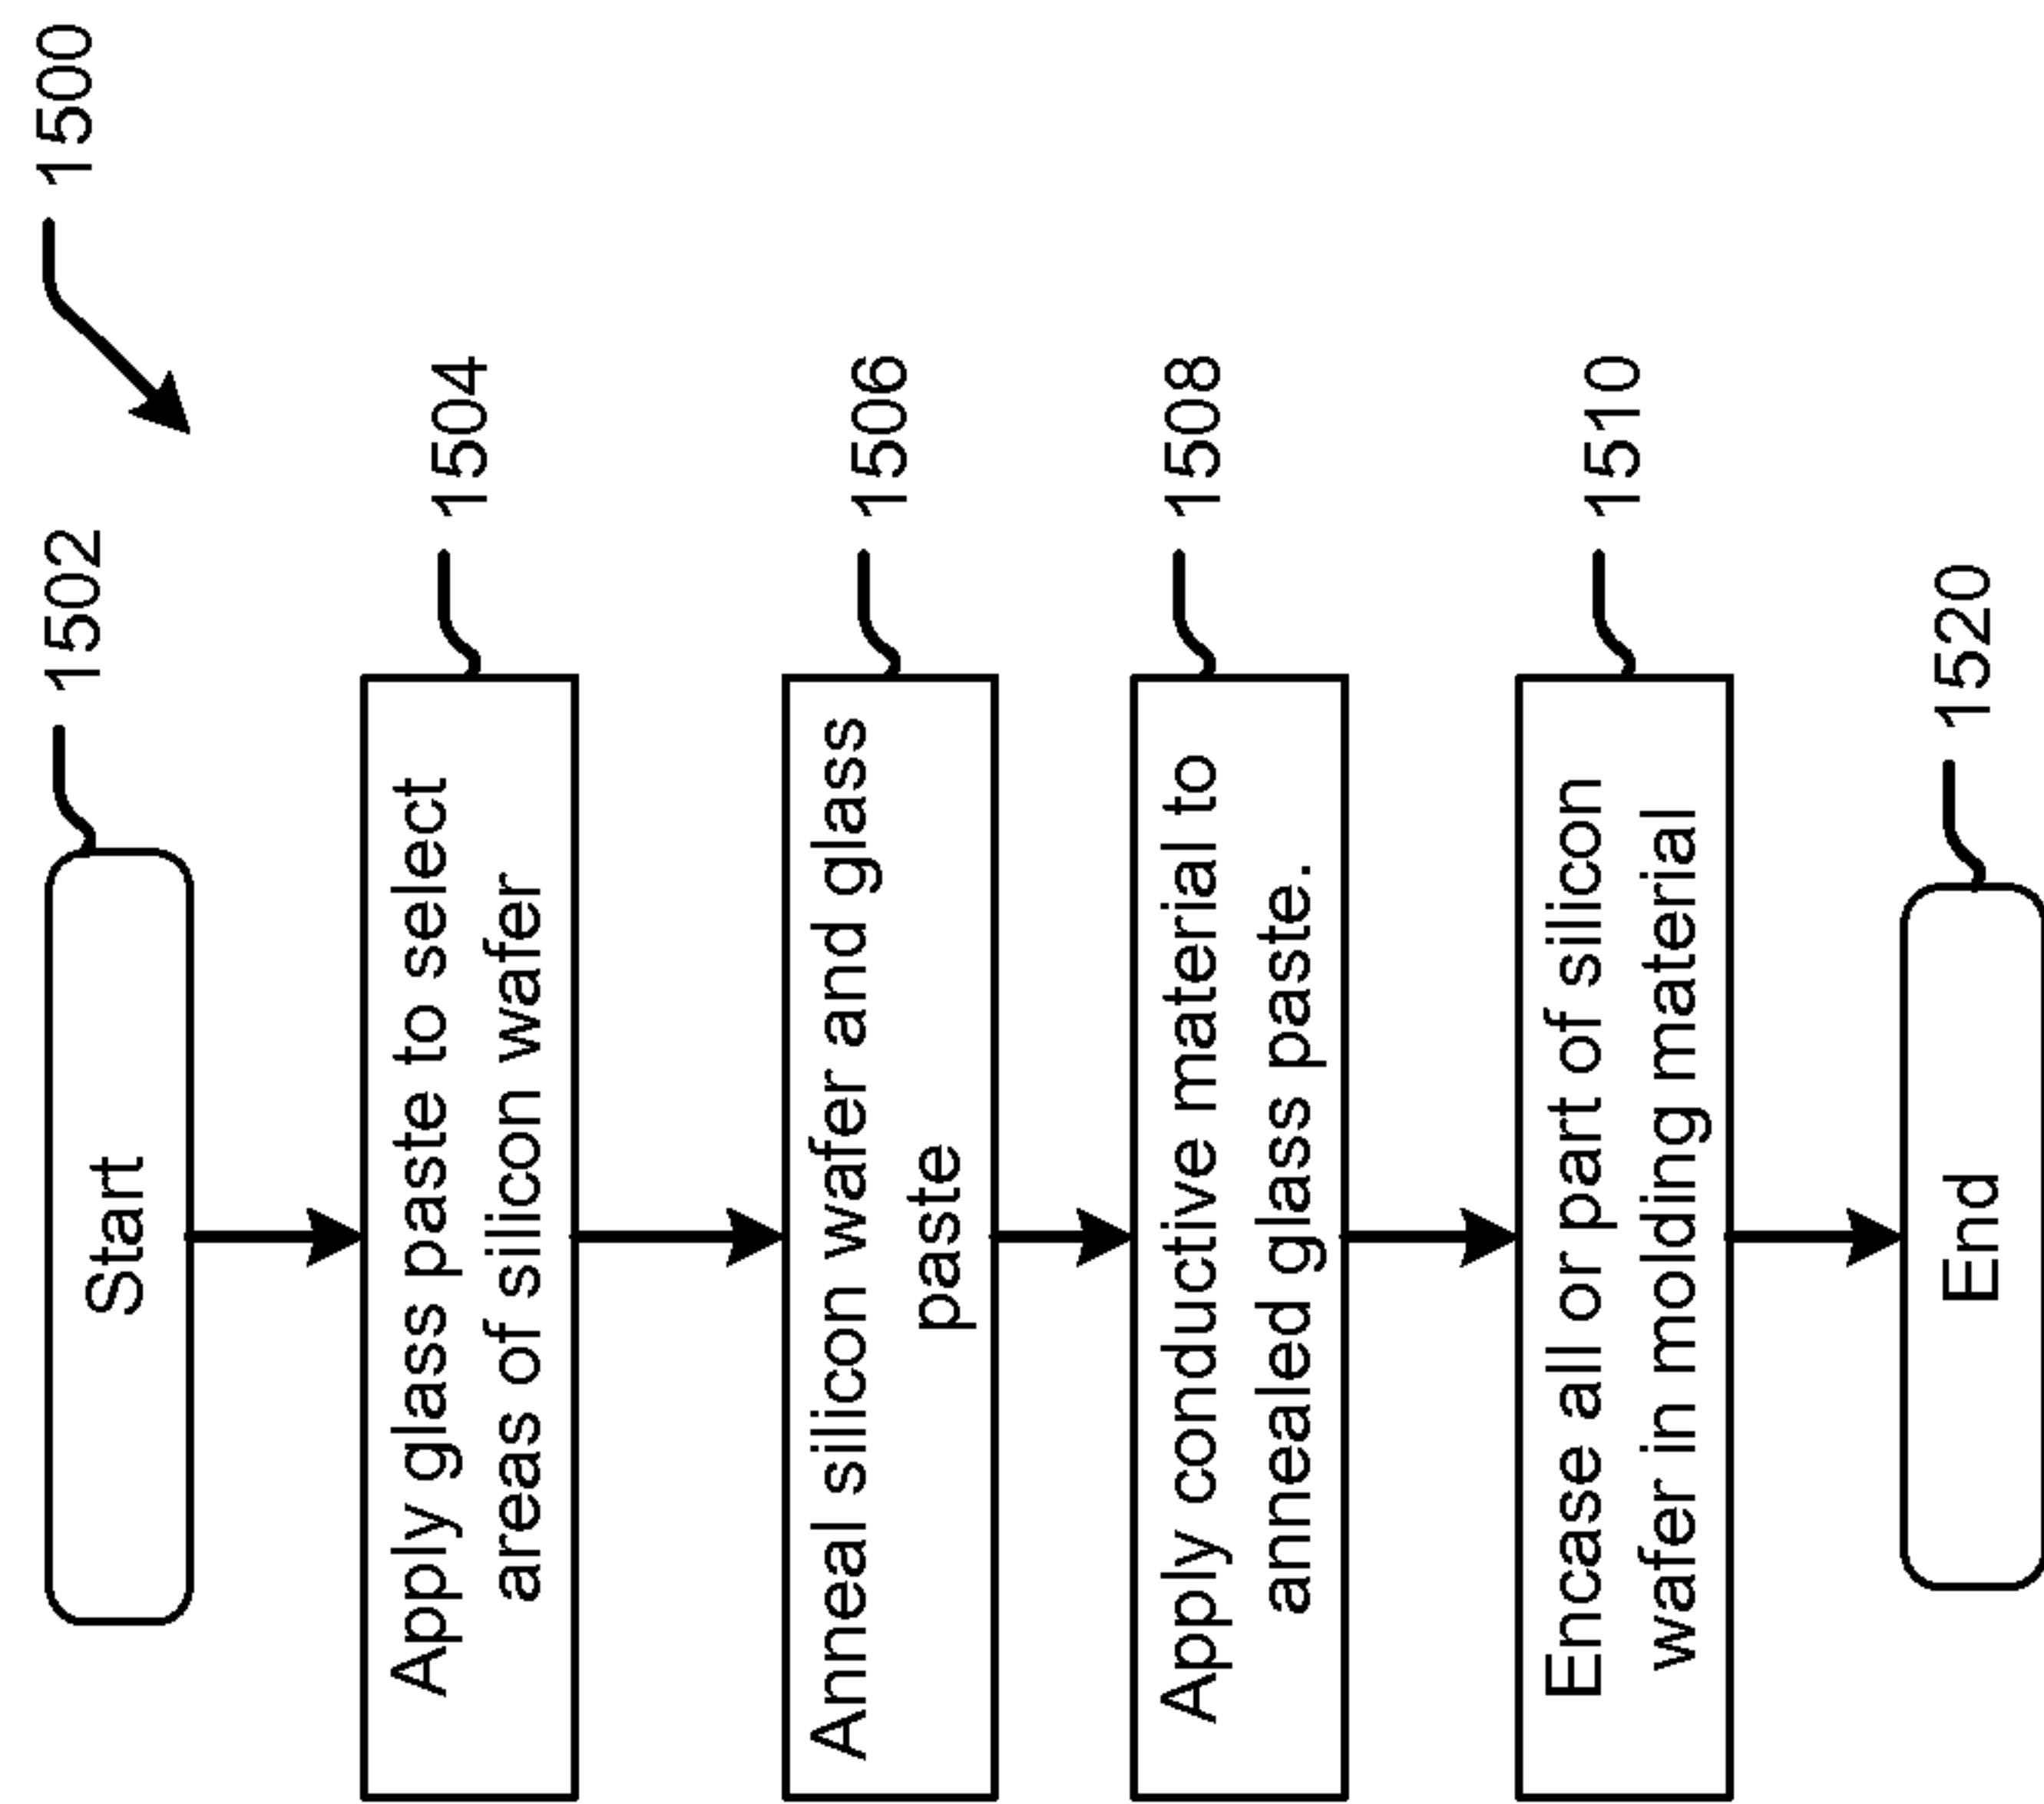 1500
1502
Start
1504
Apply glass paste to select
areas of silicon wafer
1506
Anneal silicon wafer and glass
paste
1508
Apply conductive material to
annealed glass paste.
1510
Encase all or part of silicon
wafer in molding material
1520
End